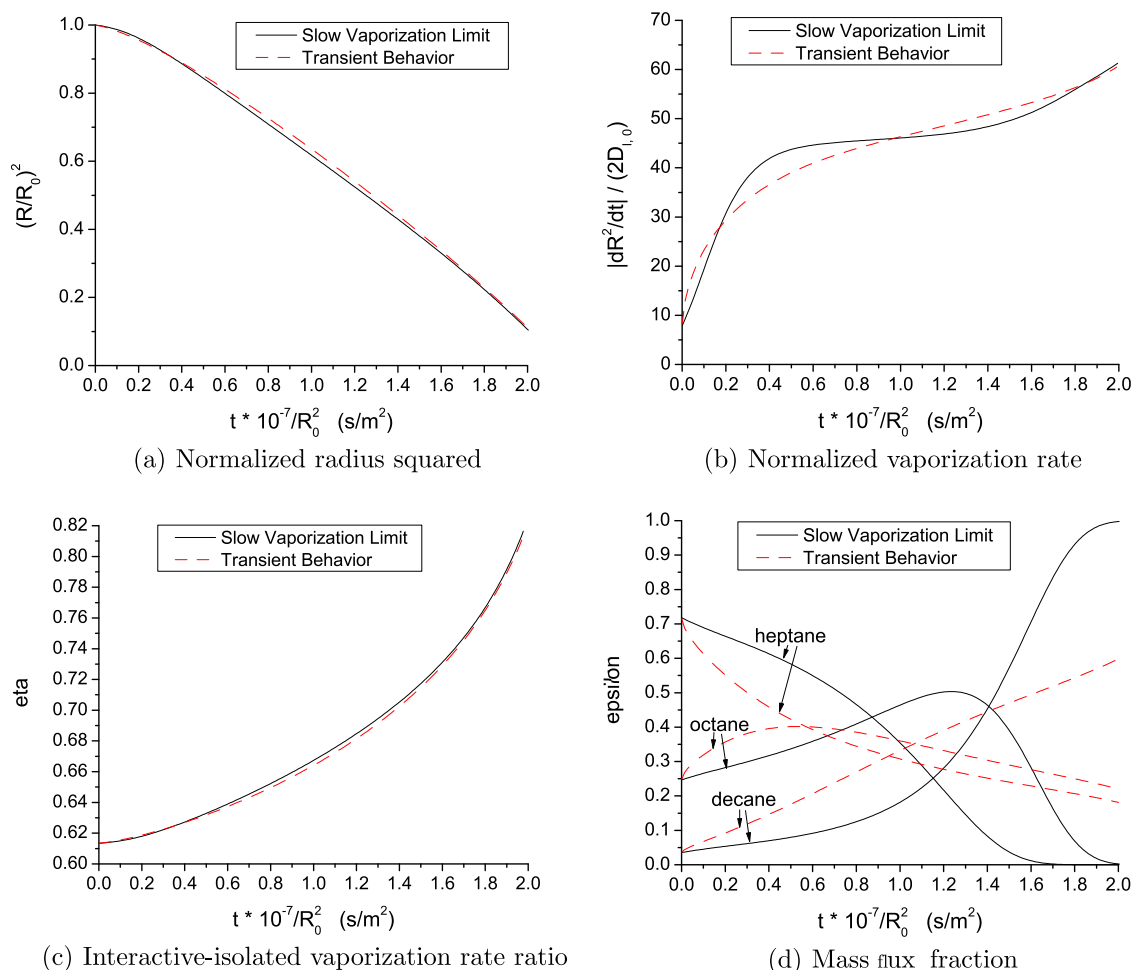 Slow Vaporization Limit
Transient Behavior
1.0
0.8
0.6
0.4
0.2
0.0
(R/R₀)²
0.0 0.2 0.4 0.6 0.8 1.0 1.2 1.4 1.6 1.8 2.0
t * 10⁻⁷/R₀² (s/m²)
(a) Normalized radius squared
Slow Vaporization Limit
Transient Behavior
70
60
50
40
30
20
10
0
|dR²/dt| / (2Dₗ,₀)
0.0 0.2 0.4 0.6 0.8 1.0 1.2 1.4 1.6 1.8 2.0
t * 10⁻⁷/R₀² (s/m²)
(b) Normalized vaporization rate
Slow Vaporization Limit
Transient Behavior
0.82
0.80
0.78
0.76
0.74
0.72
0.70
0.68
0.66
0.64
0.62
0.60
eta
0.0 0.2 0.4 0.6 0.8 1.0 1.2 1.4 1.6 1.8 2.0
t * 10⁻⁷/R₀² (s/m²)
(c) Interactive-isolated vaporization rate ratio
Slow Vaporization Limit
Transient Behavior
1.0
0.9
0.8
0.7
0.6
0.5
0.4
0.3
0.2
0.1
0.0
epsilon
heptane
octane
decane
0.0 0.2 0.4 0.6 0.8 1.0 1.2 1.4 1.6 1.8 2.0
t * 10⁻⁷/R₀² (s/m²)
(d) Mass flux fraction